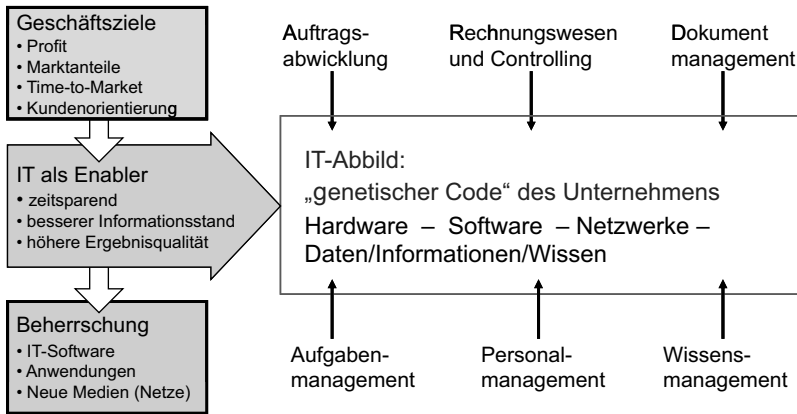 Geschäftsziele
• Profit
• Marktanteile
• Time-to-Market
• Kundenorientierung
IT als Enabler
• zeitsparend
• besserer Informationsstand
• höhere Ergebnisqualität
Beherrschung
• IT-Software
• Anwendungen
• Neue Medien (Netze)
Auftrags-
abwicklung
Rechnungswesen
und Controlling
Dokument
management
IT-Abbild:
„genetischer Code“ des Unternehmens
Hardware – Software – Netzwerke –
Daten/Informationen/Wissen
Aufgaben-
management
Personal-
management
Wissens-
management